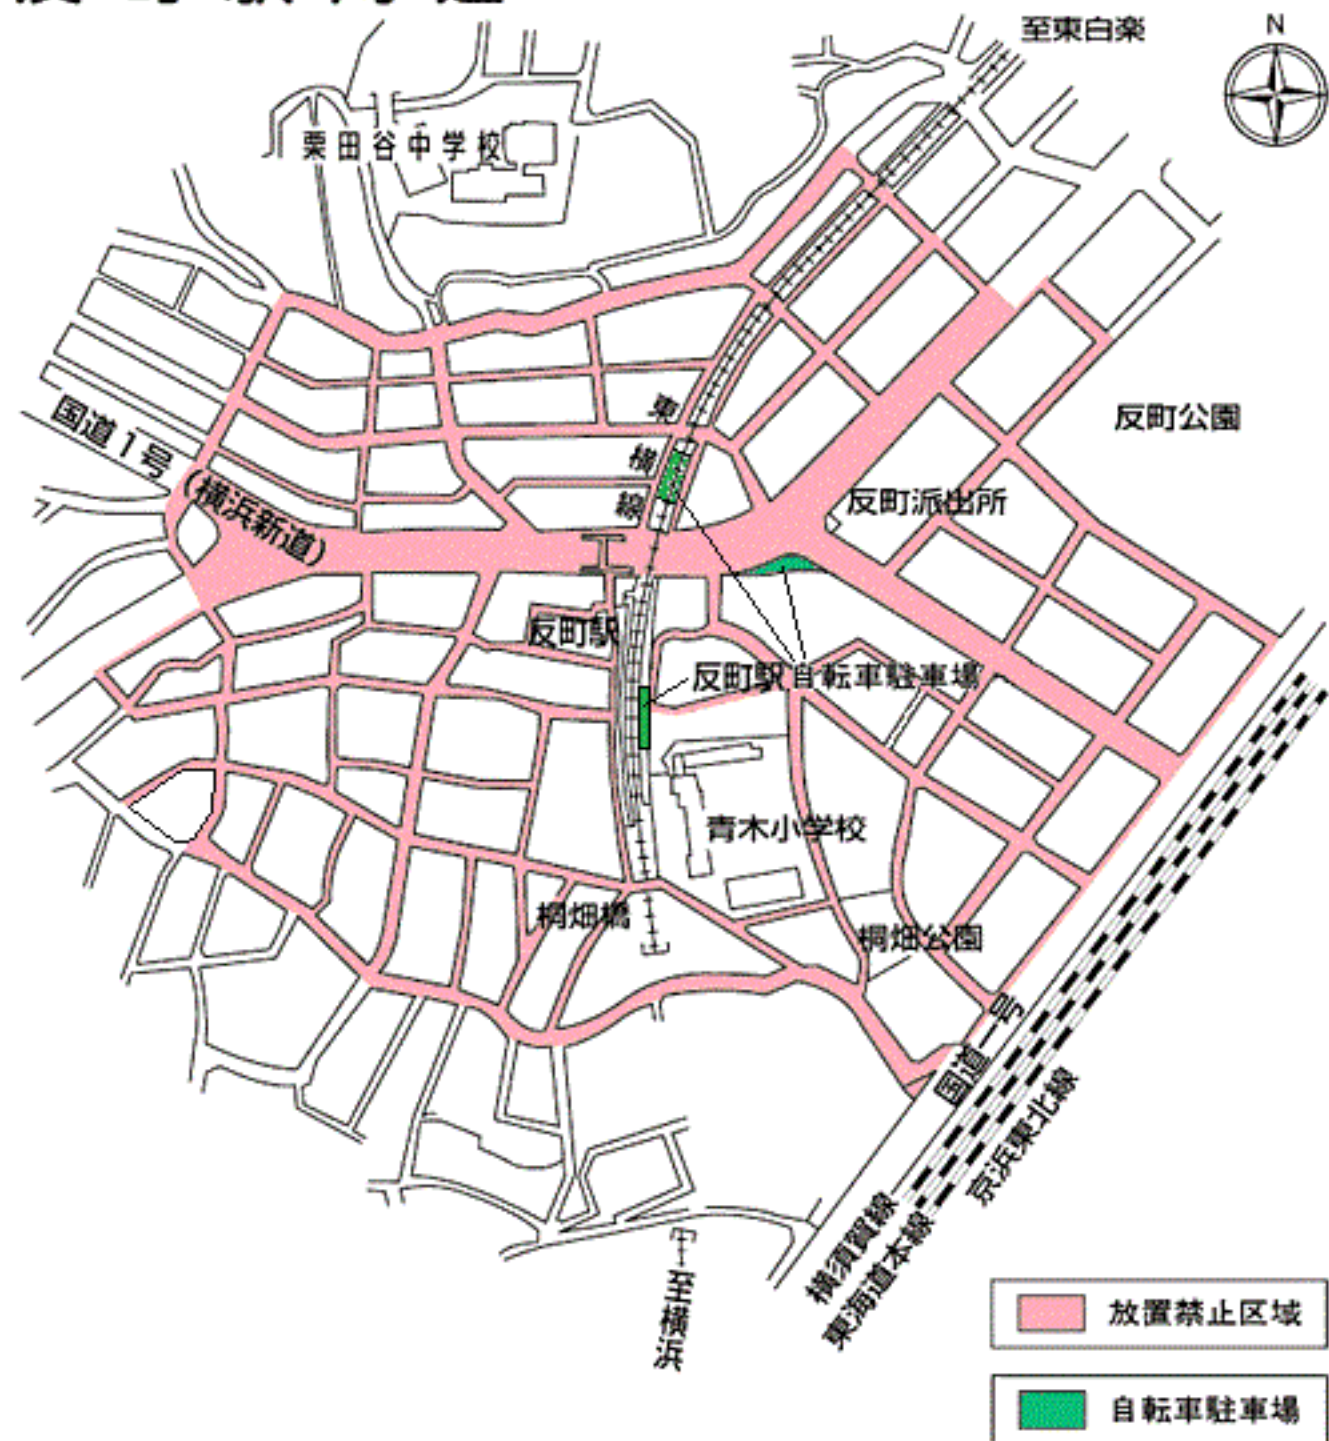 至東白楽
N
栗田谷中学校
国道1号(横浜新道)
東横線
反町公園
反町派出所
反町駅
反町駅自転車駐車場
青木小学校
桐畑橋
桐畑公園
国道一号
京浜東北線
横須賀線
東海道本線
至横浜
放置禁止区域
自転車駐車場